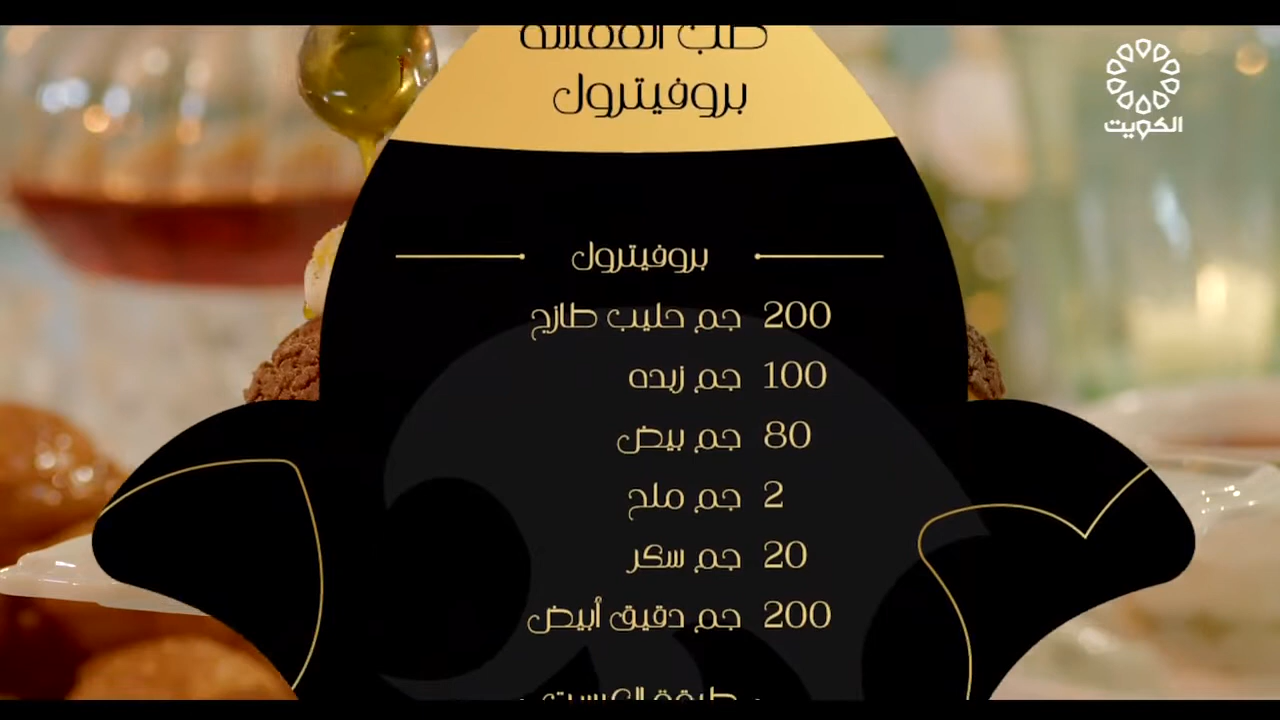 بروفيترول
الكويت
بروفيترول
200 جم حليب طازج
100 جم زبده
80 جم بيض
2 جم ملح
20 جم سكر
200 جم دقيق أبيض